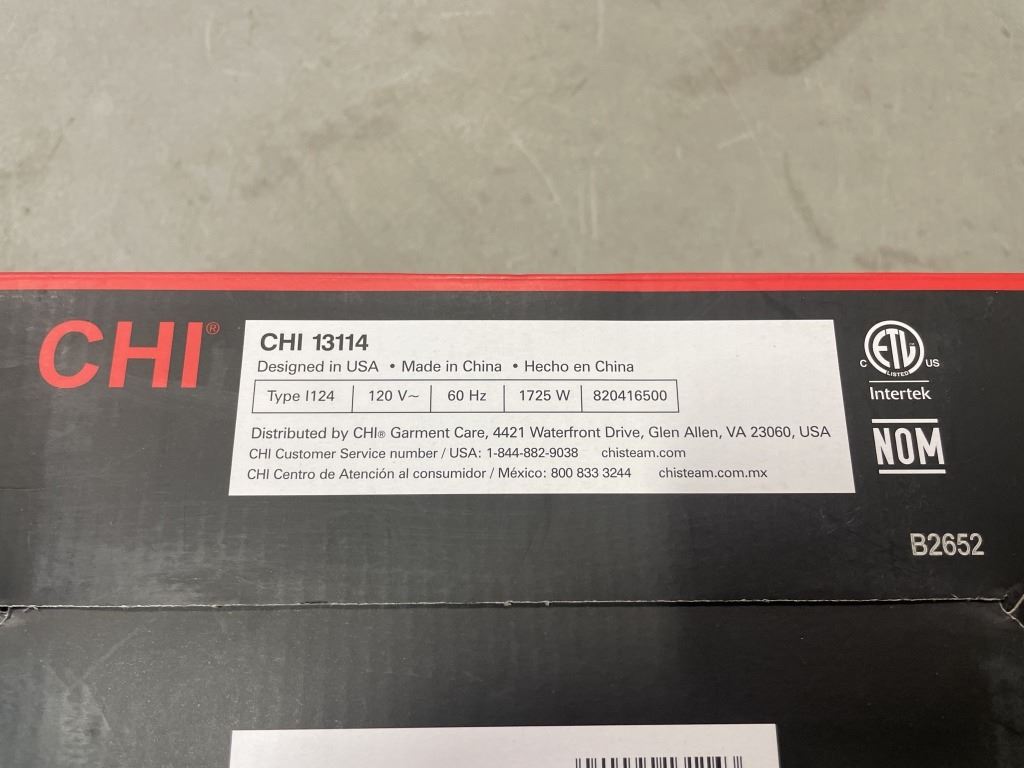 CHI®
CHI 13114
Designed in USA • Made in China • Hecho en China
Type I124 120 V~ 60 Hz 1725 W 820416500
Distributed by CHI® Garment Care, 4421 Waterfront Drive, Glen Allen, VA 23060, USA
CHI Customer Service number / USA: 1-844-882-9038 chisteam.com
CHI Centro de Atención al consumidor / México: 800 833 3244 chisteam.com.mx
C ETL US
LISTED
Intertek
NOM
B2652